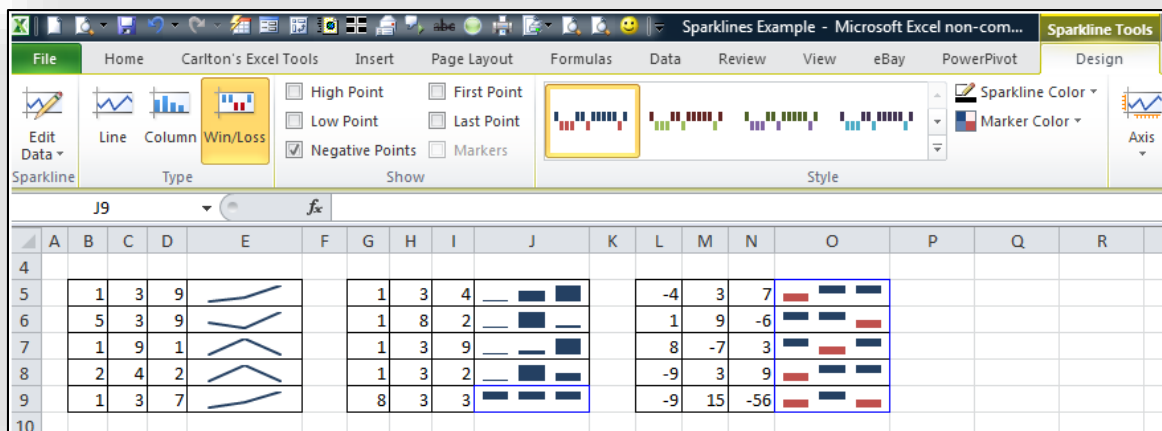 Sparklines Example - Microsoft Excel non-com... Sparkline Tools
File Home Carlton's Excel Tools Insert Page Layout Formulas Data Review View eBay PowerPivot Design
High Point First Point Sparkline Color
Low Point Last Point Marker Color
Edit Data Line Column Win/Loss Negative Points Markers Axis
Sparkline Type Show Style
J9 fx
A B C D E F G H I J K L M N O P Q R
4
5 1 3 9 1 3 4 -4 3 7
6 5 3 9 1 8 2 1 9 -6
7 1 9 1 1 3 9 8 -7 3
8 2 4 2 1 3 2 -9 3 9
9 1 3 7 8 3 3 -9 15 -56
10